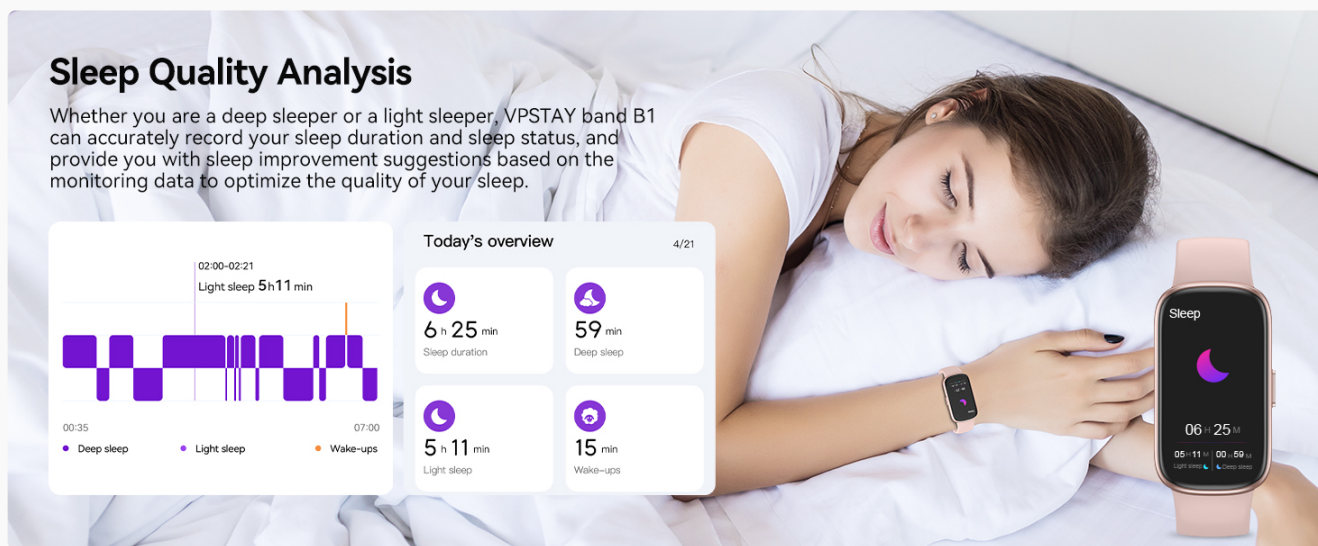 Sleep Quality Analysis
Whether you are a deep sleeper or a light sleeper, VPSTAY band B1
can accurately record your sleep duration and sleep status, and
provide you with sleep improvement suggestions based on the
monitoring data to optimize the quality of your sleep.
02:00-02:21
Light sleep 5h11 min
00:35
07:00
Deep sleep
Light sleep
Wake-ups
Today's overview
4/21
6 h 25 min
Sleep duration
59 min
Deep sleep
5 h 11 min
Light sleep
15 min
Wake-ups
Sleep
06 H 25 M
05 H 11 M
00 H 59 M
Light sleep
Deep sleep